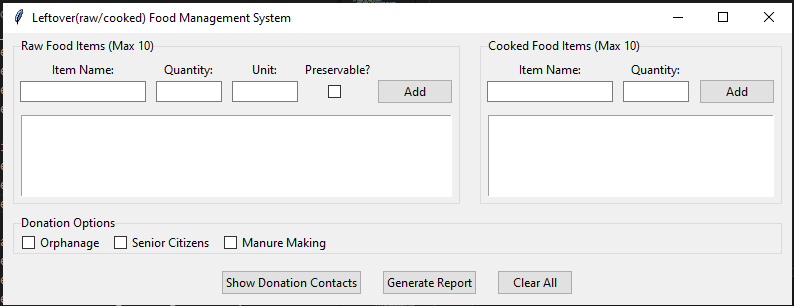 Leftover(raw/cooked) Food Management System
Raw Food Items (Max 10)
Item Name: Quantity: Unit: Preservable?
Add
Cooked Food Items (Max 10)
Item Name: Quantity:
Add
Donation Options
Orphanage Senior Citizens Manure Making
Show Donation Contacts Generate Report Clear All